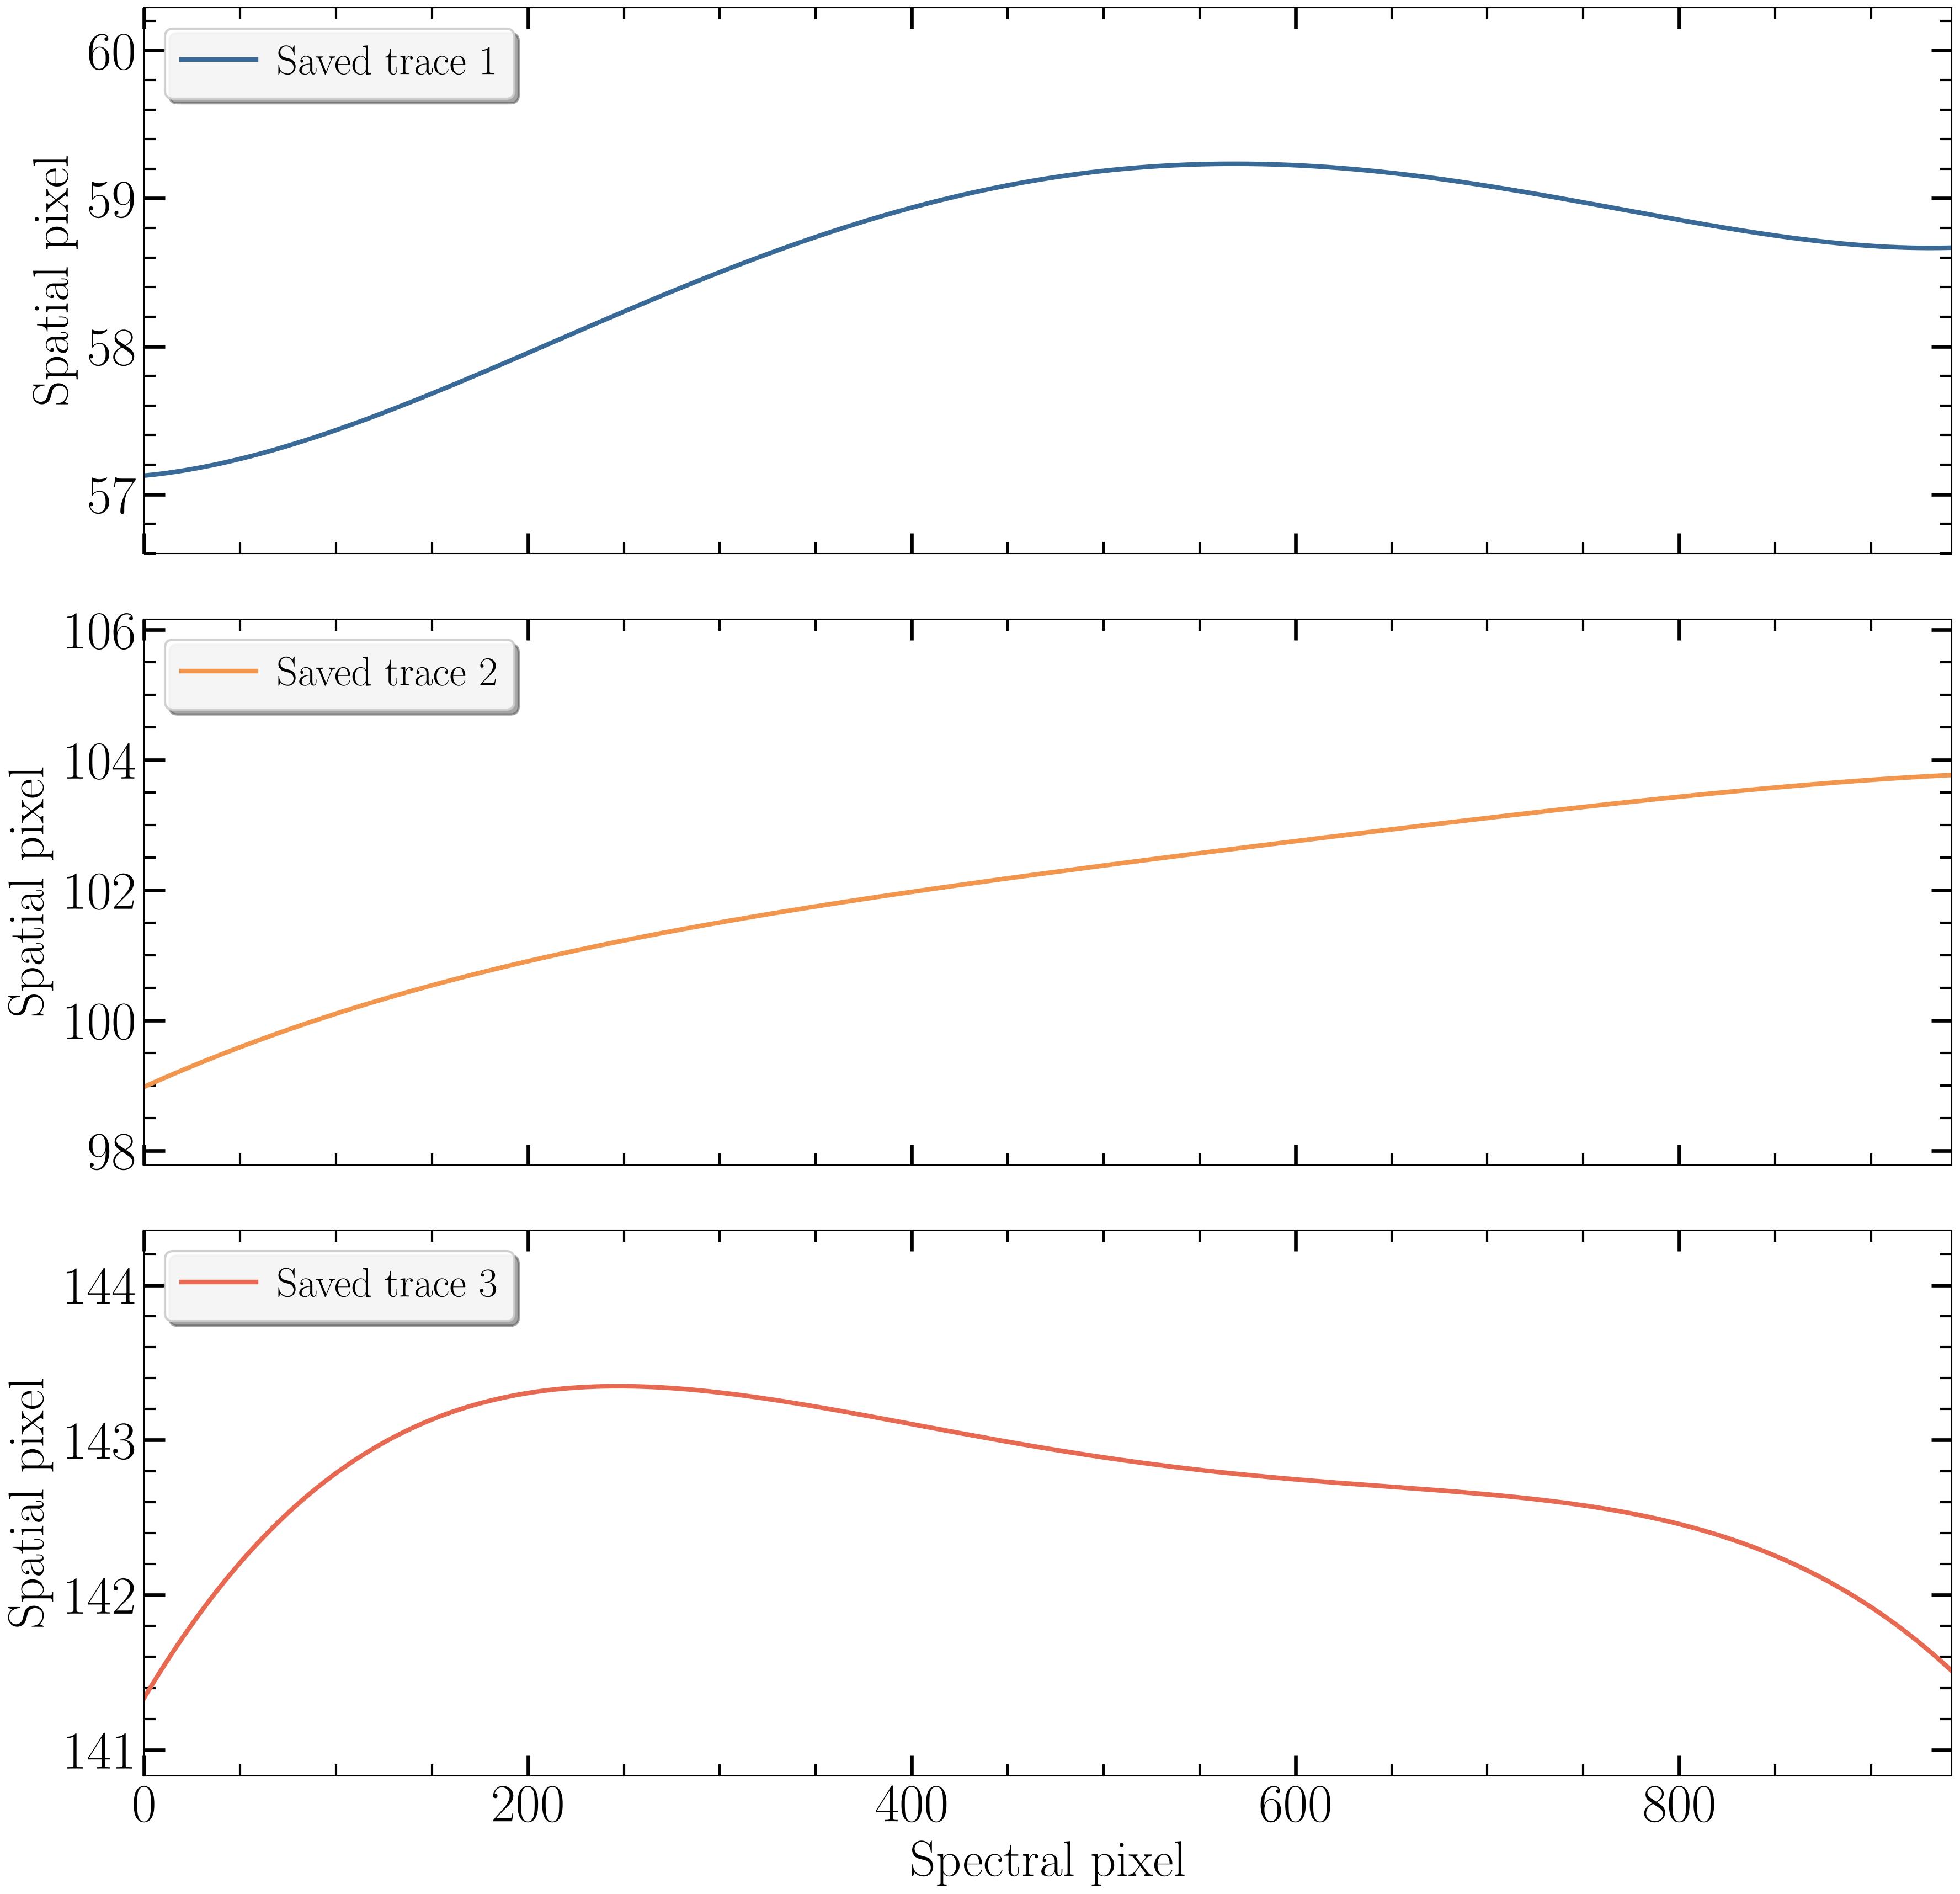 Saved trace 1
60
59
58
57
Spatial pixel
Saved trace 2
106
104
102
100
98
Spatial pixel
Saved trace 3
144
143
142
141
Spatial pixel
0 200 400 600 800
Spectral pixel